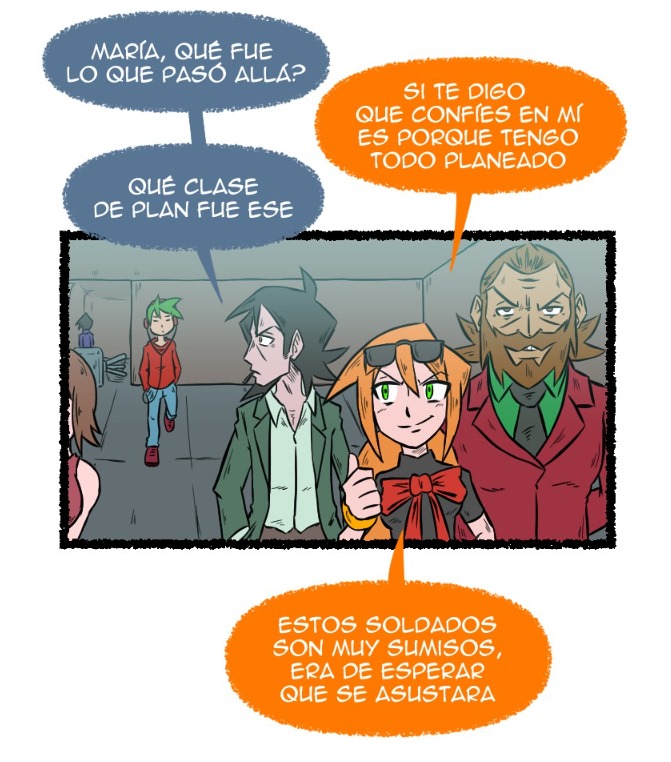 MARÍA, QUÉ FUE
LO QUE PASÓ ALLÁ?
QUÉ CLASE
DE PLAN FUE ESE
SI TE DIGO
QUE CONFÍES EN MÍ
ES PORQUE TENGO
TODO PLANEADO
ESTOS SOLDADOS
SON MUY SUMISOS,
ERA DE ESPERAR
QUE SE ASUSTARA